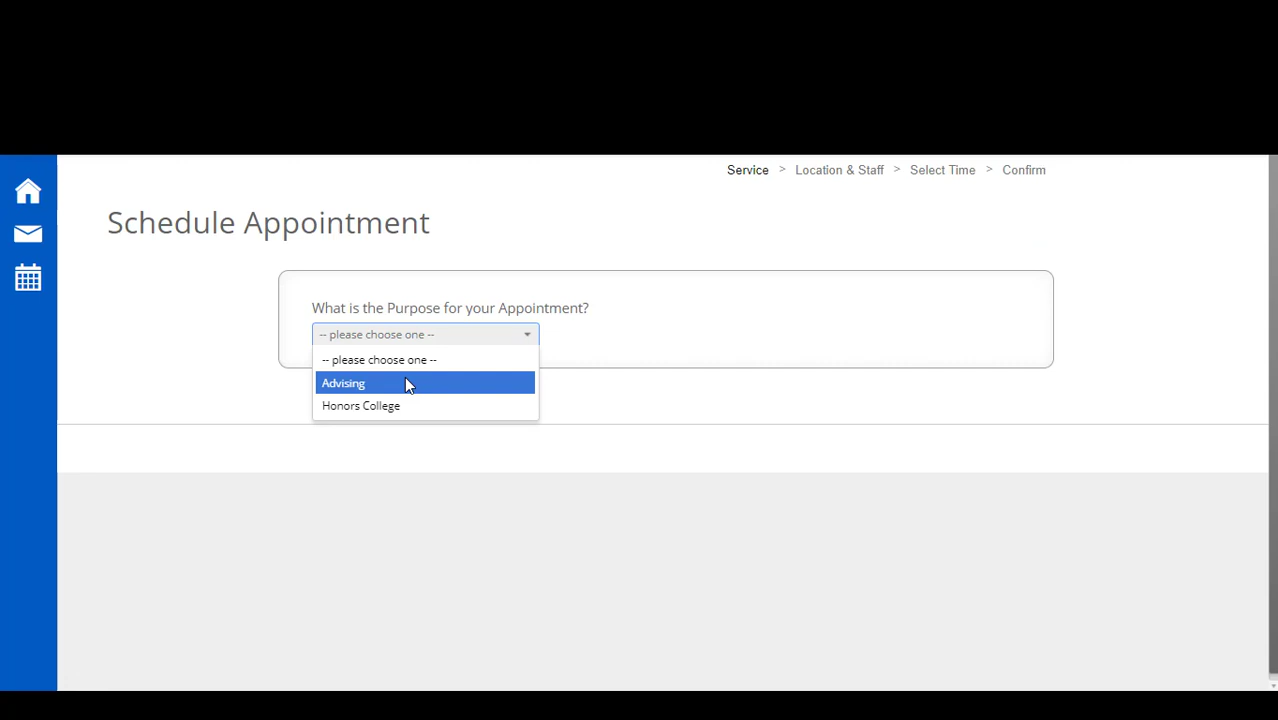 Service > Location & Staff > Select Time > Confirm
Schedule Appointment
What is the Purpose for your Appointment?
-- please choose one --
-- please choose one --
Advising
Honors College